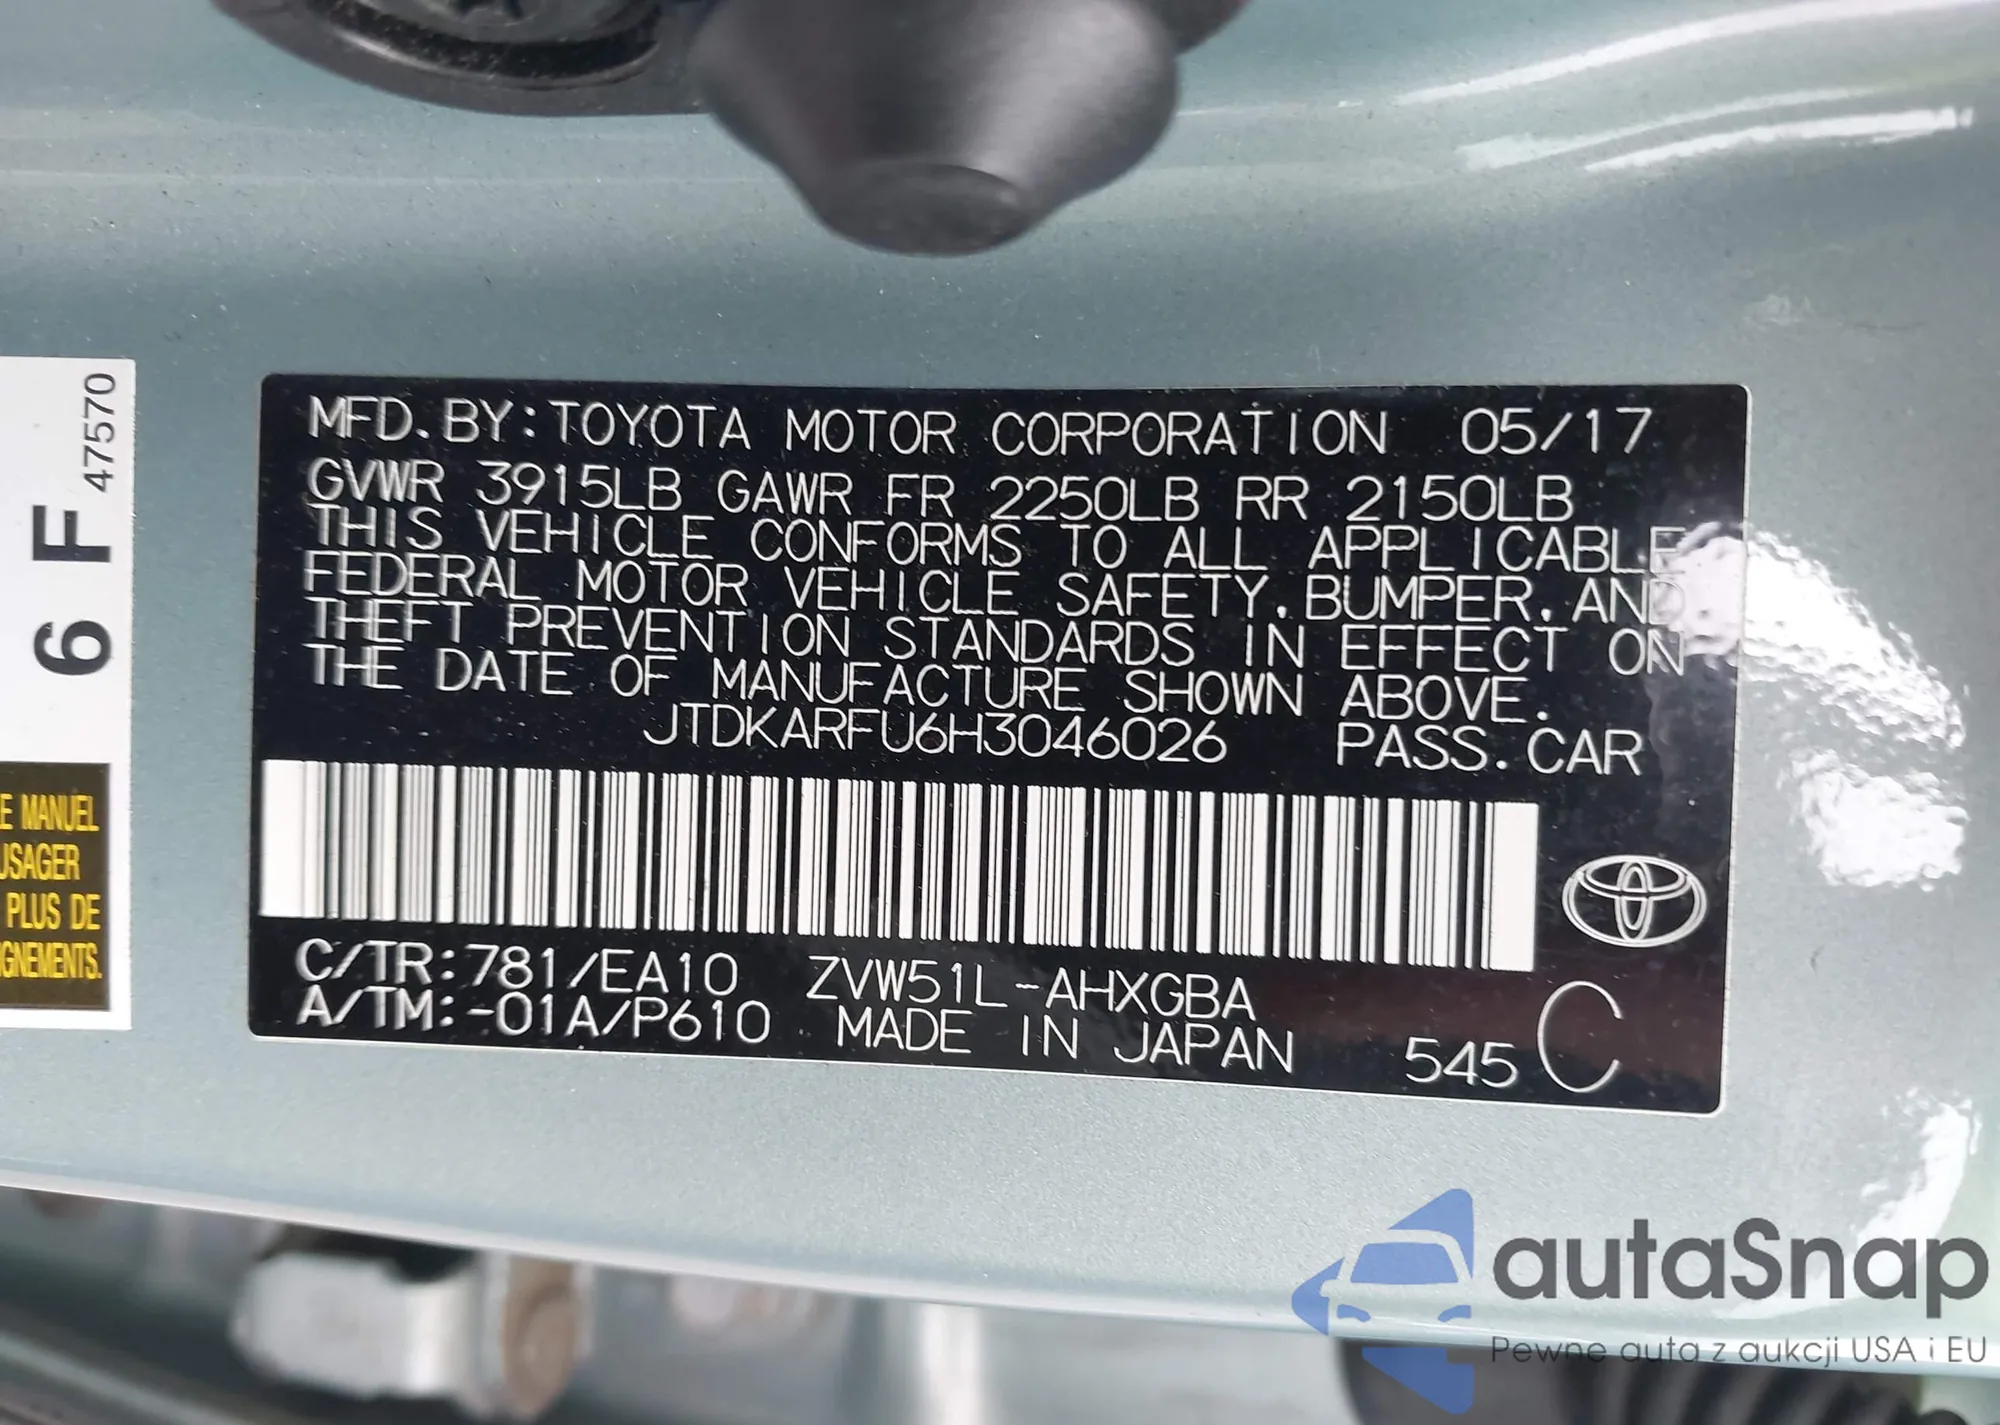 MFD. BY: TOYOTA MOTOR CORPORATION 05/17
GVWR 3915LB GAWR FR 2250LB RR 2150LB
THIS VEHICLE CONFORMS TO ALL APPLICABLE
FEDERAL MOTOR VEHICLE SAFETY, BUMPER, AND
THEFT PREVENTION STANDARDS IN EFFECT ON
THE DATE OF MANUFACTURE SHOWN ABOVE.
JTDKARFU6H3046026 PASS. CAR
C/TR: 781/EA10 ZVW51L-AHXGBA
A/TM: -01A/P610 MADE IN JAPAN 545 C
6 F 47570
MANUEL
PLUS DE
autaSnap
Pewne auta z aukcji USA i EU